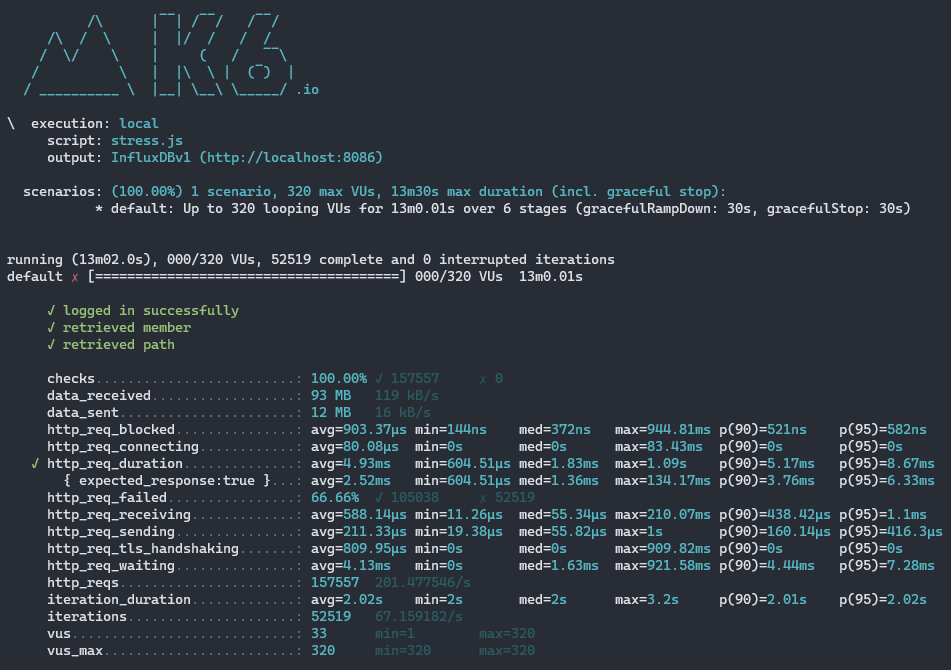 /\      |‾‾| /‾‾/   /‾‾/
/\  /  \     |  |/  /   /  /
/  \/    \    |     (   /   ‾‾\
/          \   |  |\  \ |  (‾)  |
/ __________ \  |__| \__\ \_____/ .io
\  execution: local
script: stress.js
output: InfluxDBv1 (http://localhost:8086)
scenarios: (100.00%) 1 scenario, 320 max VUs, 13m30s max duration (incl. graceful stop):
* default: Up to 320 looping VUs for 13m0.01s over 6 stages (gracefulRampDown: 30s, gracefulStop: 30s)
running (13m02.0s), 000/320 VUs, 52519 complete and 0 interrupted iterations
default ✗ [======================================] 000/320 VUs  13m0.01s
✓ logged in successfully
✓ retrieved member
✓ retrieved path
checks.........................: 100.00% ✓ 157557     ✗ 0
data_received..................: 93 MB   119 kB/s
data_sent......................: 12 MB   16 kB/s
http_req_blocked...............: avg=903.37µs min=144ns    med=372ns   max=944.81ms p(90)=521ns    p(95)=582ns
http_req_connecting............: avg=80.08µs  min=0s       med=0s      max=83.43ms  p(90)=0s       p(95)=0s
✓ http_req_duration..............: avg=4.93ms   min=604.51µs med=1.83ms  max=1.09s    p(90)=5.17ms   p(95)=8.67ms
{ expected_response:true }...: avg=2.52ms   min=604.51µs med=1.36ms  max=134.17ms p(90)=3.76ms   p(95)=6.33ms
http_req_failed................: 66.66%  ✓ 105038     ✗ 52519
http_req_receiving.............: avg=588.14µs min=11.26µs  med=55.34µs max=210.07ms p(90)=438.42µs p(95)=1.1ms
http_req_sending...............: avg=211.33µs min=19.38µs  med=55.82µs max=1s       p(90)=160.14µs p(95)=416.3µs
http_req_tls_handshaking.......: avg=809.95µs min=0s       med=0s      max=909.82ms p(90)=0s       p(95)=0s
http_req_waiting...............: avg=4.13ms   min=0s       med=1.63ms  max=921.58ms p(90)=4.44ms   p(95)=7.28ms
http_reqs......................: 157557  201.477546/s
iteration_duration.............: avg=2.02s    min=2s       med=2s      max=3.2s     p(90)=2.01s    p(95)=2.02s
iterations.....................: 52519   67.159182/s
vus............................: 33      min=1        max=320
vus_max........................: 320     min=320      max=320